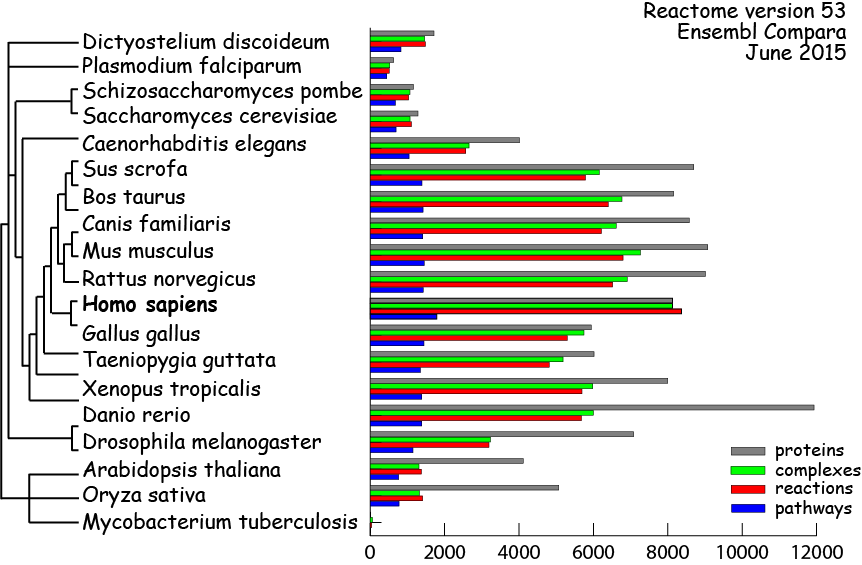 Reactome version 53
Ensembl Compara
June 2015
Dictyostelium discoideum
Plasmodium falciparum
Schizosaccharomyces pombe
Saccharomyces cerevisiae
Caenorhabditis elegans
Sus scrofa
Bos taurus
Canis familiaris
Mus musculus
Rattus norvegicus
Homo sapiens
Gallus gallus
Taeniopygia guttata
Xenopus tropicalis
Danio rerio
Drosophila melanogaster
Arabidopsis thaliana
Oryza sativa
Mycobacterium tuberculosis
proteins
complexes
reactions
pathways
0 2000 4000 6000 8000 10000 12000